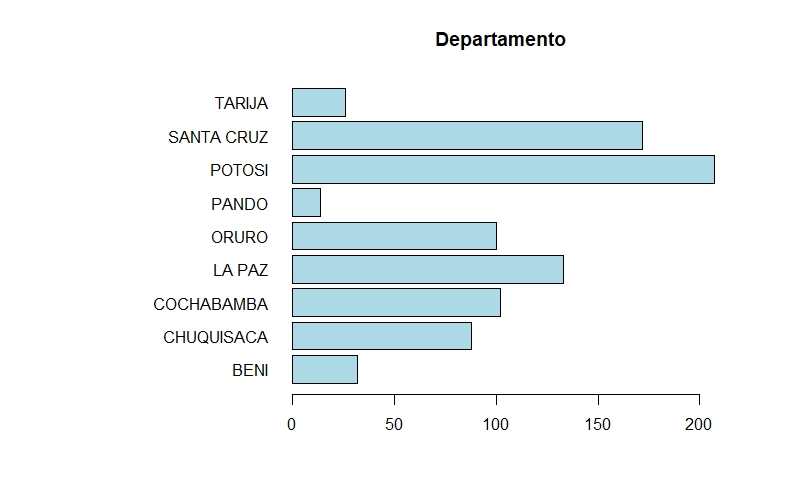 Departamento
TARIJA
SANTA CRUZ
POTOSI
PANDO
ORURO
LA PAZ
COCHABAMBA
CHUQUISACA
BENI
0 50 100 150 200